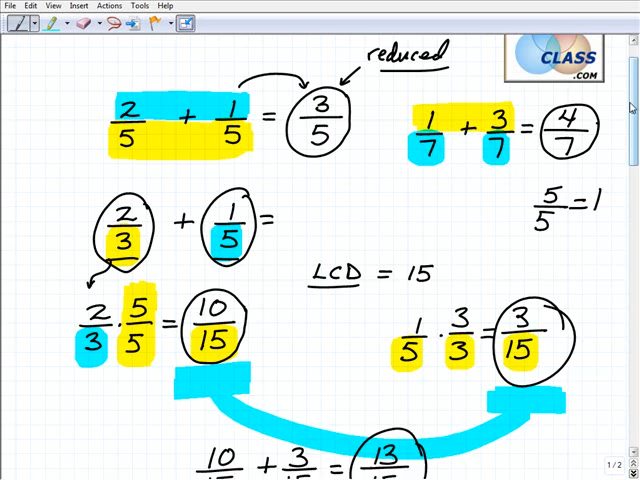 File Edit View Insert Actions Tools Help
reduced
CLASS
.COM
2/5 + 1/5 = 3/5
1/7 + 3/7 = 4/7
5/5 = 1
2/3 + 1/5 =
LCD = 15
2/3 · 5/5 = 10/15
1/5 · 3/3 = 3/15
10/15 + 3/15 = 13/15
1/2